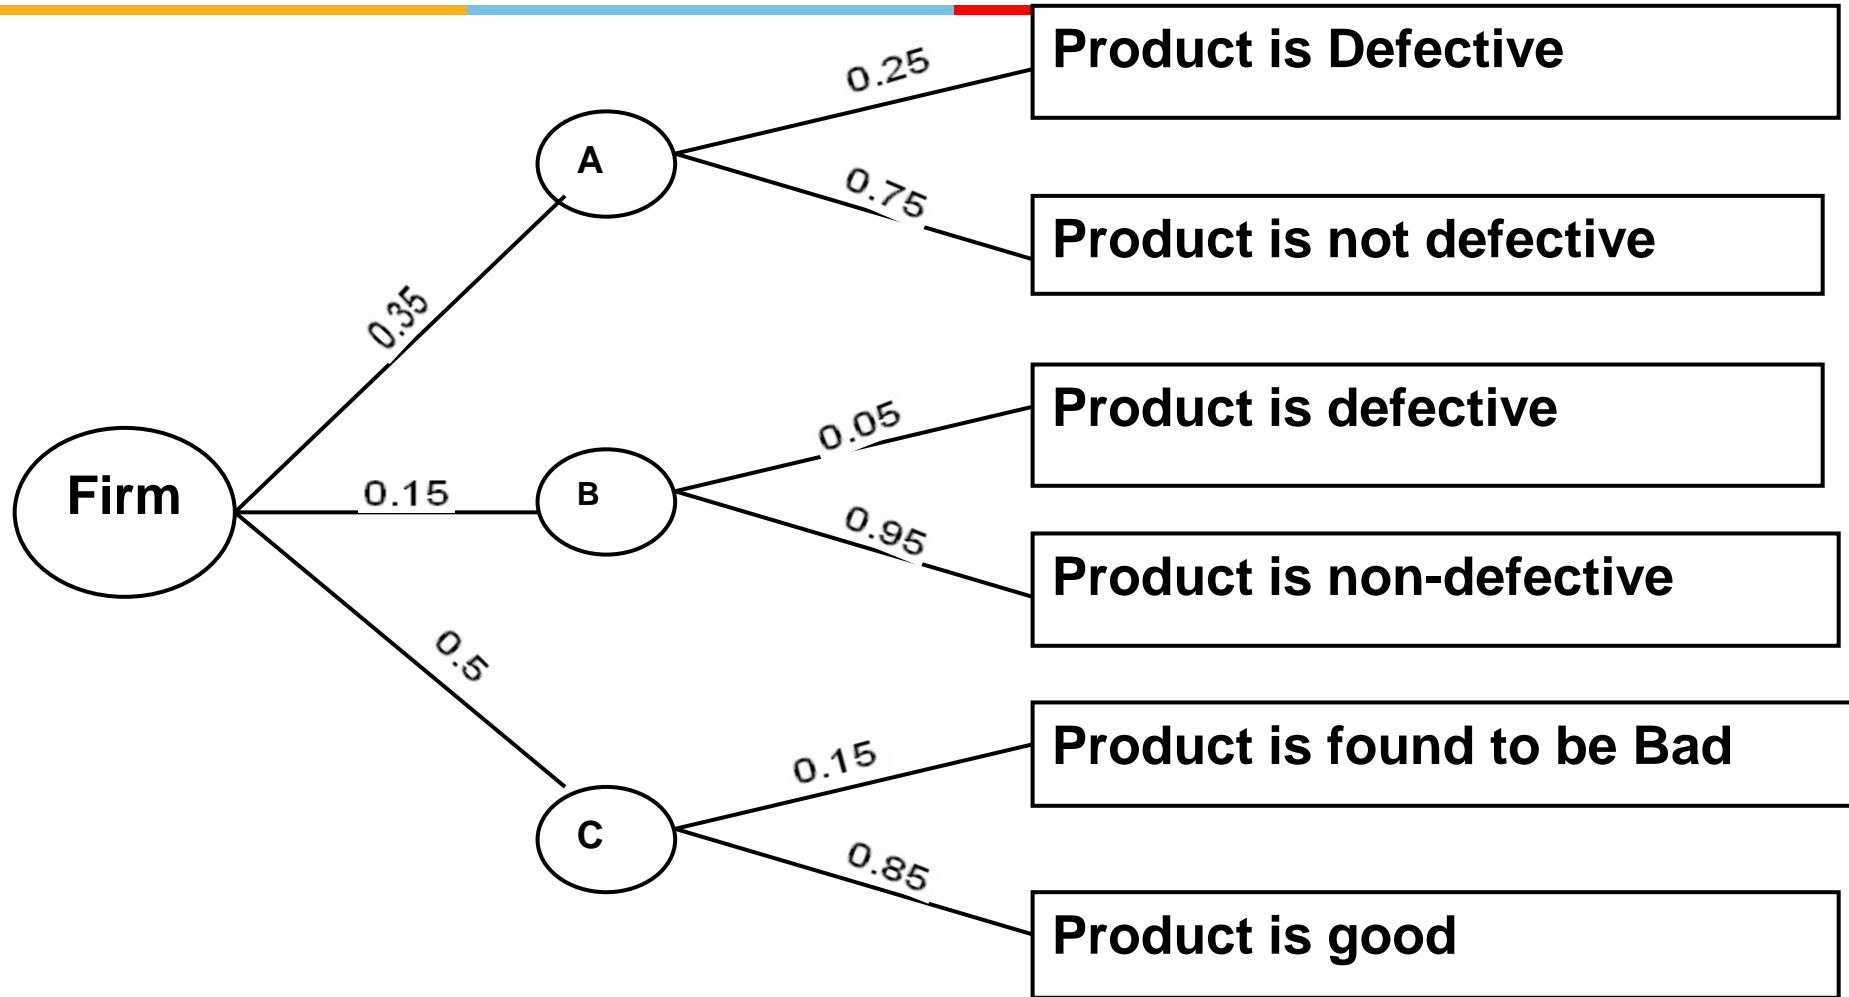 Product is Defective
0.25
A
0.75
Product is not defective
0.35
Product is defective
0.05
Firm
0.15
B
0.95
Product is non-defective
0.5
Product is found to be Bad
0.15
C
0.85
Product is good